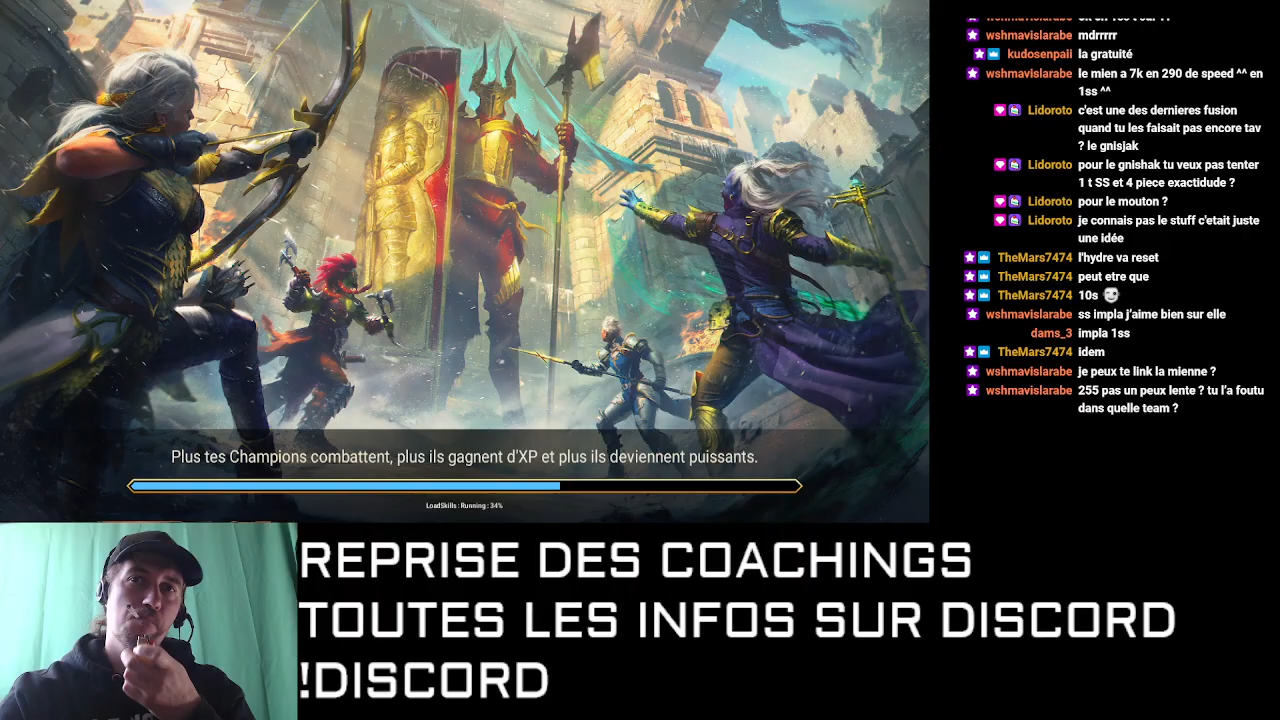 Plus tes Champions combattent, plus ils gagnent d'XP et plus ils deviennent puissants.
LoadSkills : Running : 34%
wshmavislarabe mdrrrrr
kudosenpaii la gratuité
wshmavislarabe le mien a 7k en 290 de speed ^^ en
1ss ^^
Lidoroto c'est une des dernieres fusion
quand tu les faisait pas encore tav
? le gnisjak
Lidoroto pour le gnishak tu veux pas tenter
1 t SS et 4 piece exactidude ?
Lidoroto pour le mouton ?
Lidoroto je connais pas le stuff c'etait juste
une idée
TheMars7474 l'hydre va reset
TheMars7474 peut etre que
TheMars7474 10s
wshmavislarabe ss impla j'aime bien sur elle
dams_3 impla 1ss
TheMars7474 idem
wshmavislarabe je peux te link la mienne ?
wshmavislarabe 255 pas un peux lente ? tu l'a foutu
dans quelle team ?
REPRISE DES COACHINGS
TOUTES LES INFOS SUR DISCORD
!DISCORD